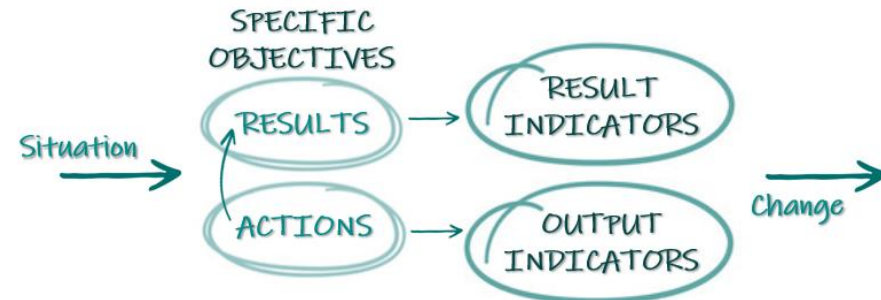 SPECIFIC
OBJECTIVES
Situation
RESULTS
RESULT
INDICATORS
ACTIONS
OUTPUT
INDICATORS
Change